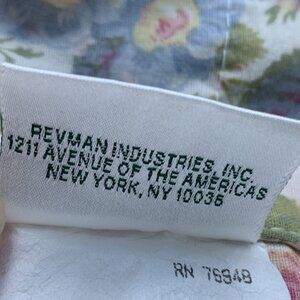 REVMAN INDUSTRIES, INC.
1211 AVENUE OF THE AMERICAS
NEW YORK, NY 10036
RN 76948